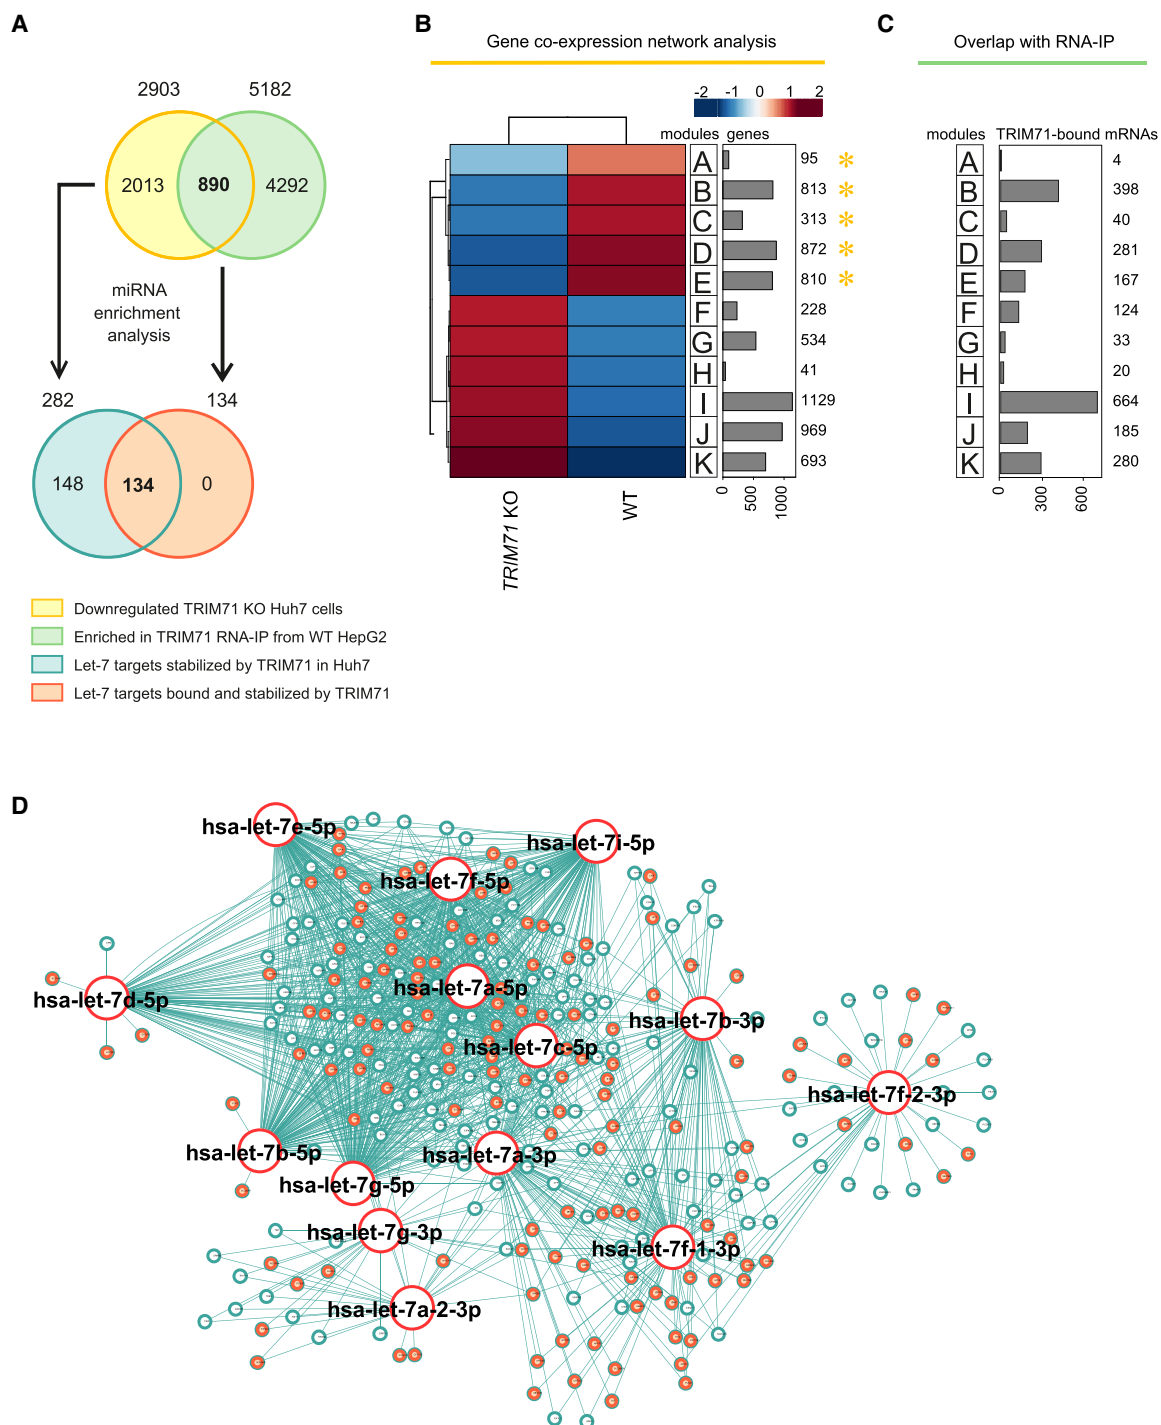 A
2903
5182
2013
890
4292
miRNA
enrichment
analysis
282
134
148
134
0
Downregulated TRIM71 KO Huh7 cells
Enriched in TRIM71 RNA-IP from WT HepG2
Let-7 targets stabilized by TRIM71 in Huh7
Let-7 targets bound and stabilized by TRIM71
B
Gene co-expression network analysis
-2 -1 0 1 2
modules genes
A 95 *
B 813 *
C 313 *
D 872 *
E 810 *
F 228
G 534
H 41
I 1129
J 969
K 693
0 500 1000
TRIM71 KO
WT
C
Overlap with RNA-IP
modules TRIM71-bound mRNAs
A 4
B 398
C 40
D 281
E 167
F 124
G 33
H 20
I 664
J 185
K 280
0 300 600
D
hsa-let-7e-5p
hsa-let-7i-5p
hsa-let-7f-5p
hsa-let-7a-5p
hsa-let-7d-5p
hsa-let-7b-3p
hsa-let-7c-5p
hsa-let-7f-2-3p
hsa-let-7b-5p
hsa-let-7a-3p
hsa-let-7g-5p
hsa-let-7g-3p
hsa-let-7f-1-3p
hsa-let-7a-2-3p